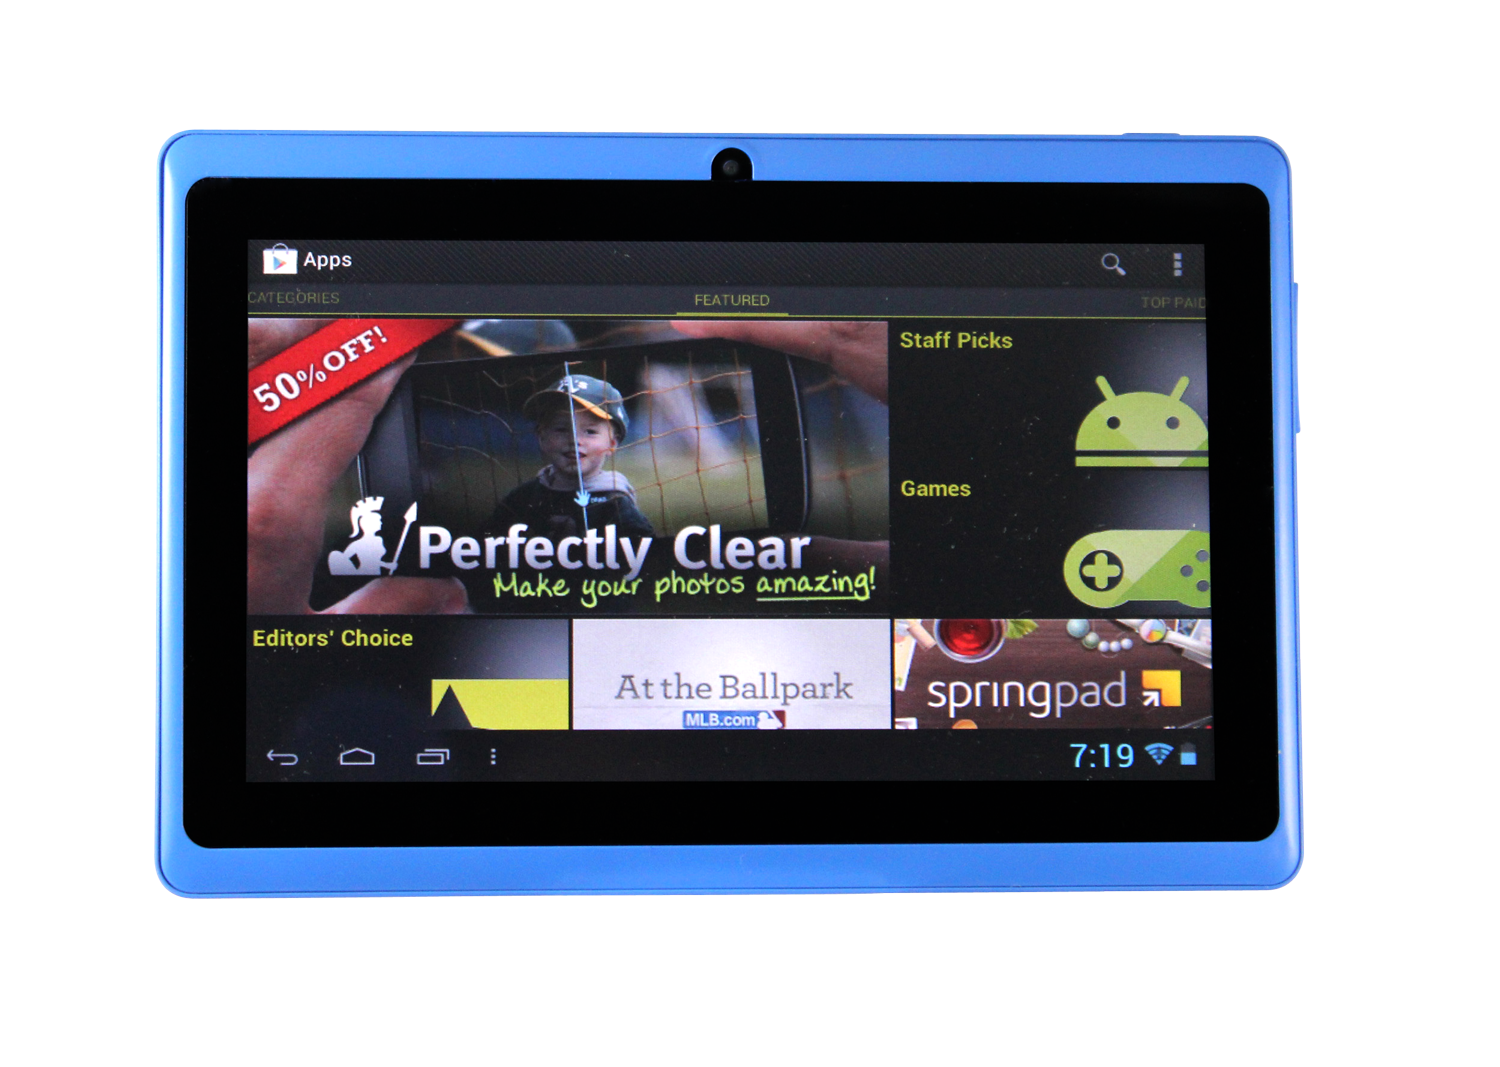 Apps
CATEGORIES
FEATURED
TOP PAID
50%OFF!
Perfectly Clear
Make your photos amazing!
Staff Picks
Games
Editors' Choice
At the Ballpark
MLB.com
springpad
7:19